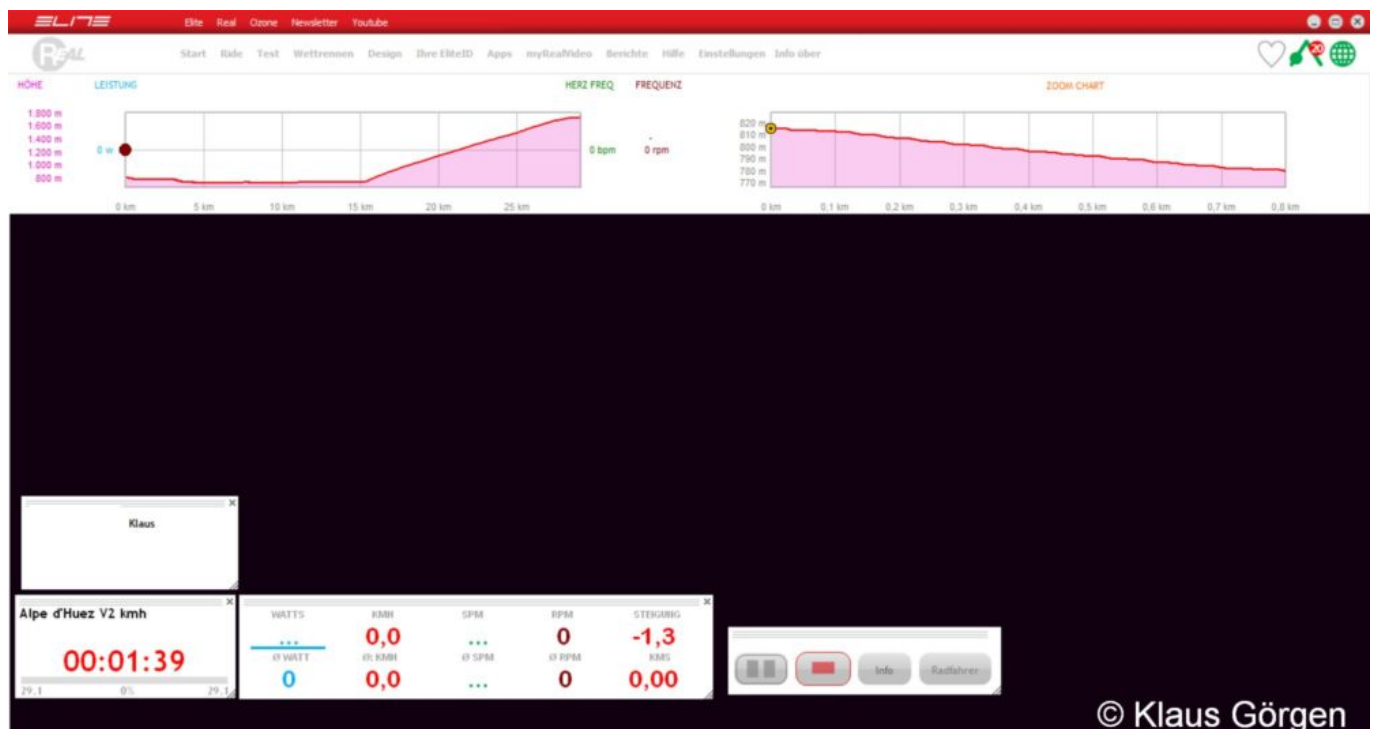 ELITE Elite Real Ozone Newsletter Youtube
REAL Start Ride Test Wettrennen Design Ihre EliteID Apps myRealVideo Berichte Hilfe Einstellungen Info über 20
HÖHE LEISTUNG HERZ FREQ FREQUENZ ZOOM CHART
1.800 m
1.600 m
1.400 m
1.200 m
1.000 m
800 m
0 w
0 bpm
-
0 rpm
0 km 5 km 10 km 15 km 20 km 25 km
820 m
810 m
800 m
790 m
780 m
770 m
0 km 0,1 km 0,2 km 0,3 km 0,4 km 0,5 km 0,6 km 0,7 km 0,8 km
Klaus
Alpe d'Huez V2 kmh
00:01:39
29,1 0% 29,1
WATTS KMH SPM RPM STEIGUNG
... 0,0 ... 0 -1,3
Ø WATT Ø: KMH Ø SPM Ø RPM KMS
0 0,0 ... 0 0,00
Info Radfahrer
© Klaus Görgen